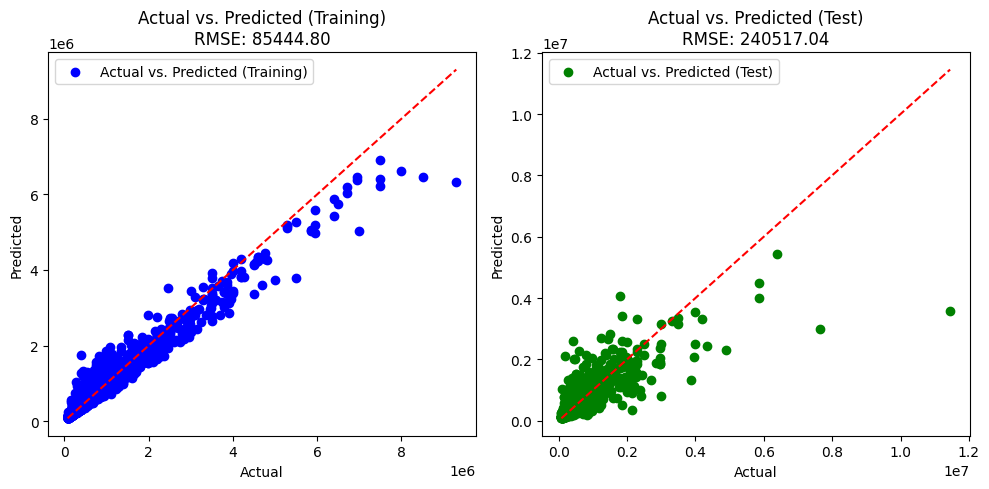 Actual vs. Predicted (Training)
RMSE: 85444.80
1e6
Actual vs. Predicted (Training)
8
6
4
2
0
Predicted
0 2 4 6 8
Actual
1e6
Actual vs. Predicted (Test)
RMSE: 240517.04
1e7
Actual vs. Predicted (Test)
1.2
1.0
0.8
0.6
0.4
0.2
0.0
Predicted
0.0 0.2 0.4 0.6 0.8 1.0 1.2
Actual
1e7